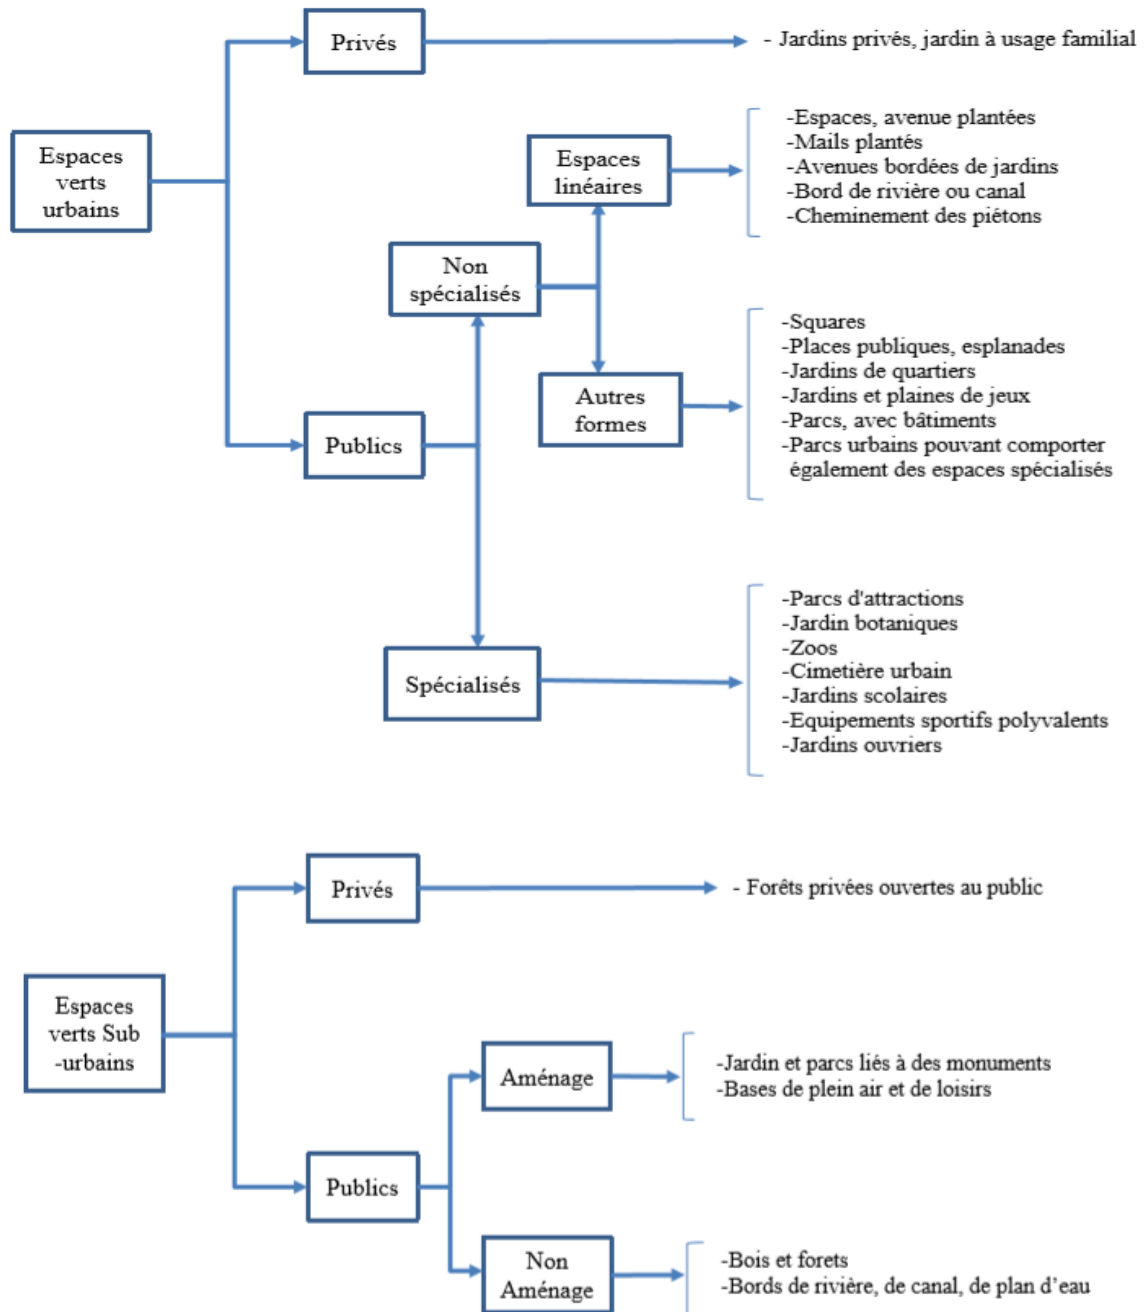 Privés
- Jardins privés, jardin à usage familial
Espaces
verts
urbains
Espaces
linéaires
-Espaces, avenue plantées
-Mails plantés
-Avenues bordées de jardins
-Bord de rivière ou canal
-Cheminement des piétons
Non
spécialisés
Autres
formes
-Squares
-Places publiques, esplanades
-Jardins de quartiers
-Jardins et plaines de jeux
-Parcs, avec bâtiments
-Parcs urbains pouvant comporter
également des espaces spécialisés
Publics
Spécialisés
-Parcs d'attractions
-Jardin botaniques
-Zoos
-Cimetière urbain
-Jardins scolaires
-Equipements sportifs polyvalents
-Jardins ouvriers
Privés
- Forêts privées ouvertes au public
Espaces
verts Sub
-urbains
Aménage
-Jardin et parcs liés à des monuments
-Bases de plein air et de loisirs
Publics
Non
Aménage
-Bois et forets
-Bords de rivière, de canal, de plan d’eau